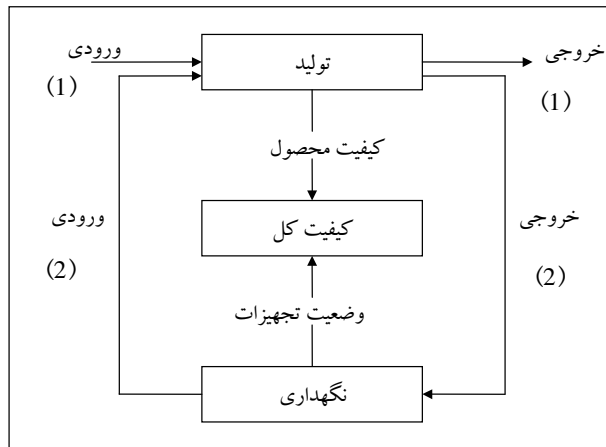 خروجی
تولید
ورودی
(1)
(1)
کیفیت محصول
خروجی
کیفیت کل
ورودی
(2)
(2)
وضعیت تجهیزات
نگهداری